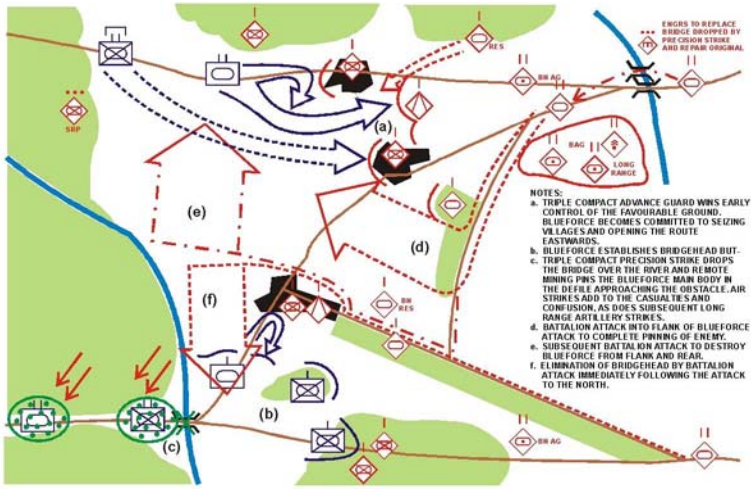 ENGRS TO REPLACE
BRIDGE DROPPED BY
PRECISION STRIKE
AND REPAIR ORIGINAL
RES
BN AG
SRP
(a)
BAG
LONG
RANGE
(e)
(d)
(f)
BN
RES
(b)
(c)
BN AG
NOTES:
a. TRIPLE COMPACT ADVANCE GUARD WINS EARLY
CONTROL OF THE FAVOURABLE GROUND.
BLUEFORCE BECOMES COMMITTED TO SEIZING
VILLAGES AND OPENING THE ROUTE
EASTWARDS.
b. BLUEFORCE ESTABLISHES BRIDGEHEAD BUT-
c. TRIPLE COMPACT PRECISION STRIKE DROPS
THE BRIDGE OVER THE RIVER AND REMOTE
MINING PINS THE BLUEFORCE MAIN BODY IN
THE DEFILE APPROACHING THE OBSTACLE. AIR
STRIKES ADD TO THE CASUALTIES AND
CONFUSION, AS DOES SUBSEQUENT LONG
RANGE ARTILLERY STRIKES.
d. BATTALION ATTACK INTO FLANK OF BLUEFORCE
ATTACK TO COMPLETE PINNING OF ENEMY.
e. SUBSEQUENT BATTALION ATTACK TO DESTROY
BLUEFORCE FROM FLANK AND REAR.
f. ELIMINATION OF BRIDGEHEAD BY BATTALION
ATTACK IMMEDIATELY FOLLOWING THE ATTACK
TO THE NORTH.